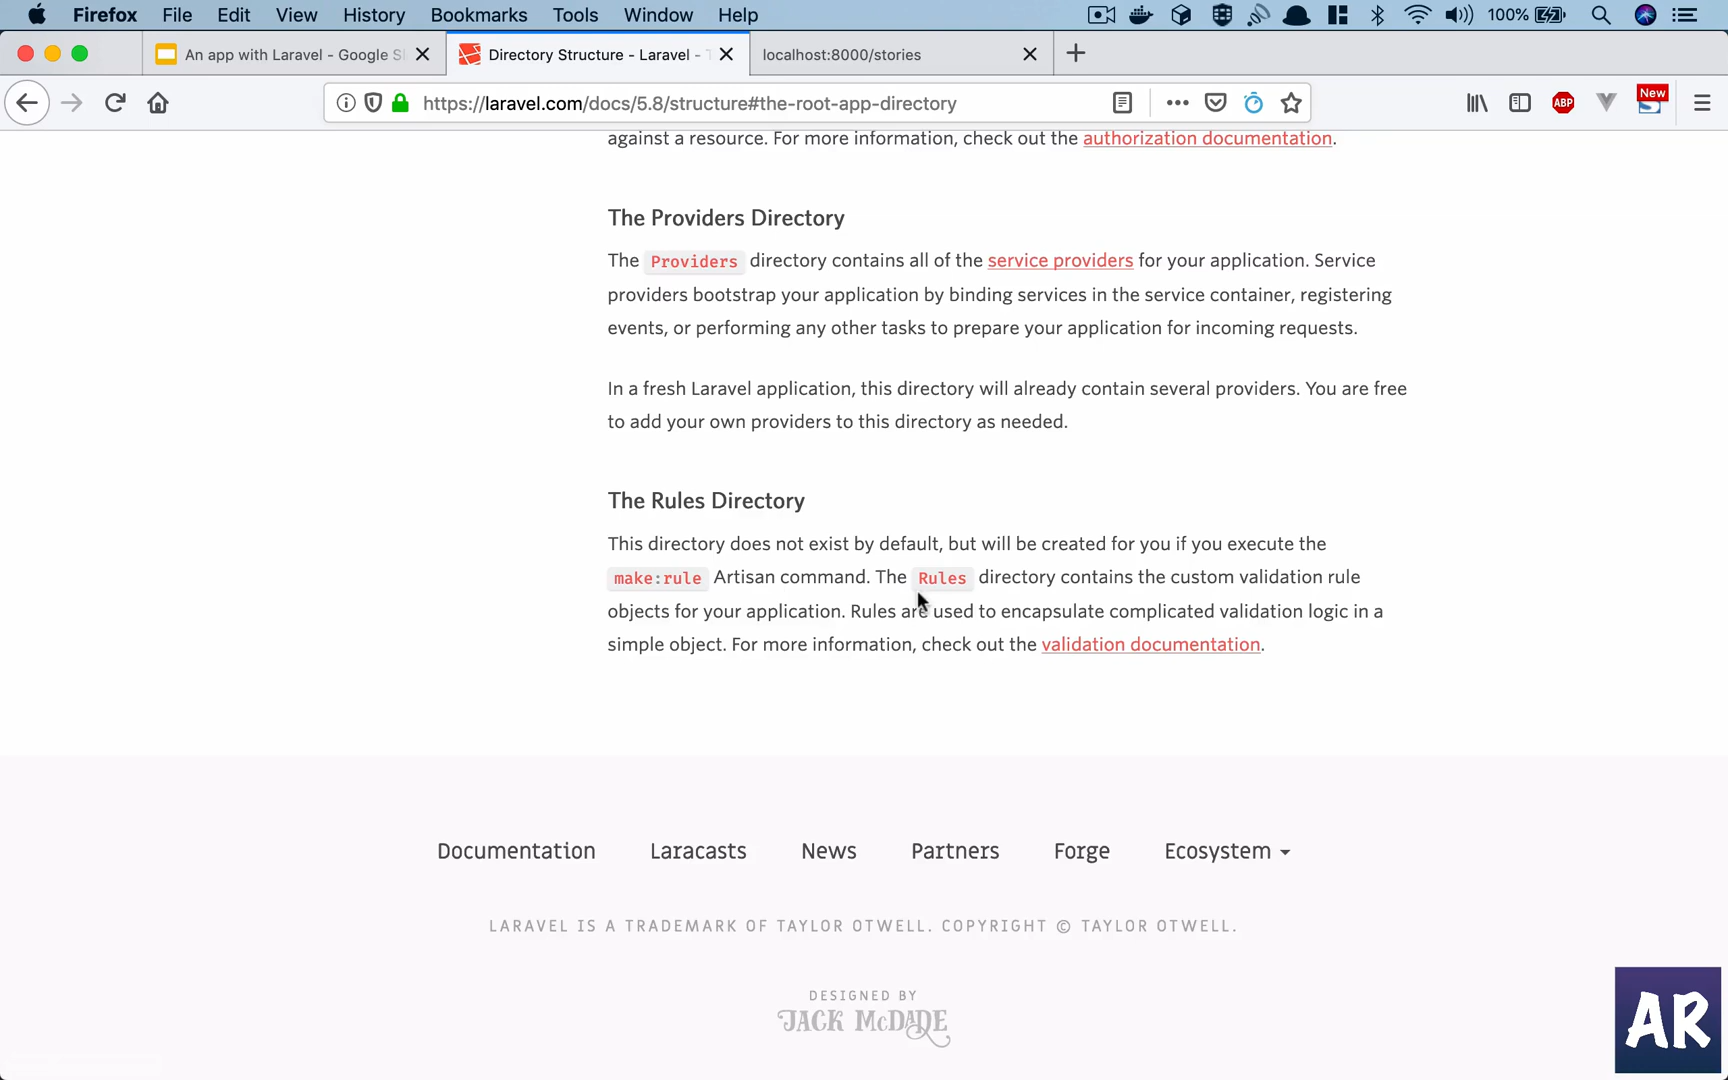 Firefox File Edit View History Bookmarks Tools Window Help 100%
An app with Laravel - Google Sl
Directory Structure - Laravel - T
localhost:8000/stories
https://laravel.com/docs/5.8/structure#the-root-app-directory
ABP
New
against a resource. For more information, check out the authorization documentation.
The Providers Directory
The Providers directory contains all of the service providers for your application. Service
providers bootstrap your application by binding services in the service container, registering
events, or performing any other tasks to prepare your application for incoming requests.
In a fresh Laravel application, this directory will already contain several providers. You are free
to add your own providers to this directory as needed.
The Rules Directory
This directory does not exist by default, but will be created for you if you execute the
make:rule Artisan command. The Rules directory contains the custom validation rule
objects for your application. Rules are used to encapsulate complicated validation logic in a
simple object. For more information, check out the validation documentation.
Documentation Laracasts News Partners Forge Ecosystem
LARAVEL IS A TRADEMARK OF TAYLOR OTWELL. COPYRIGHT © TAYLOR OTWELL.
DESIGNED BY
JACK McDADE
AR